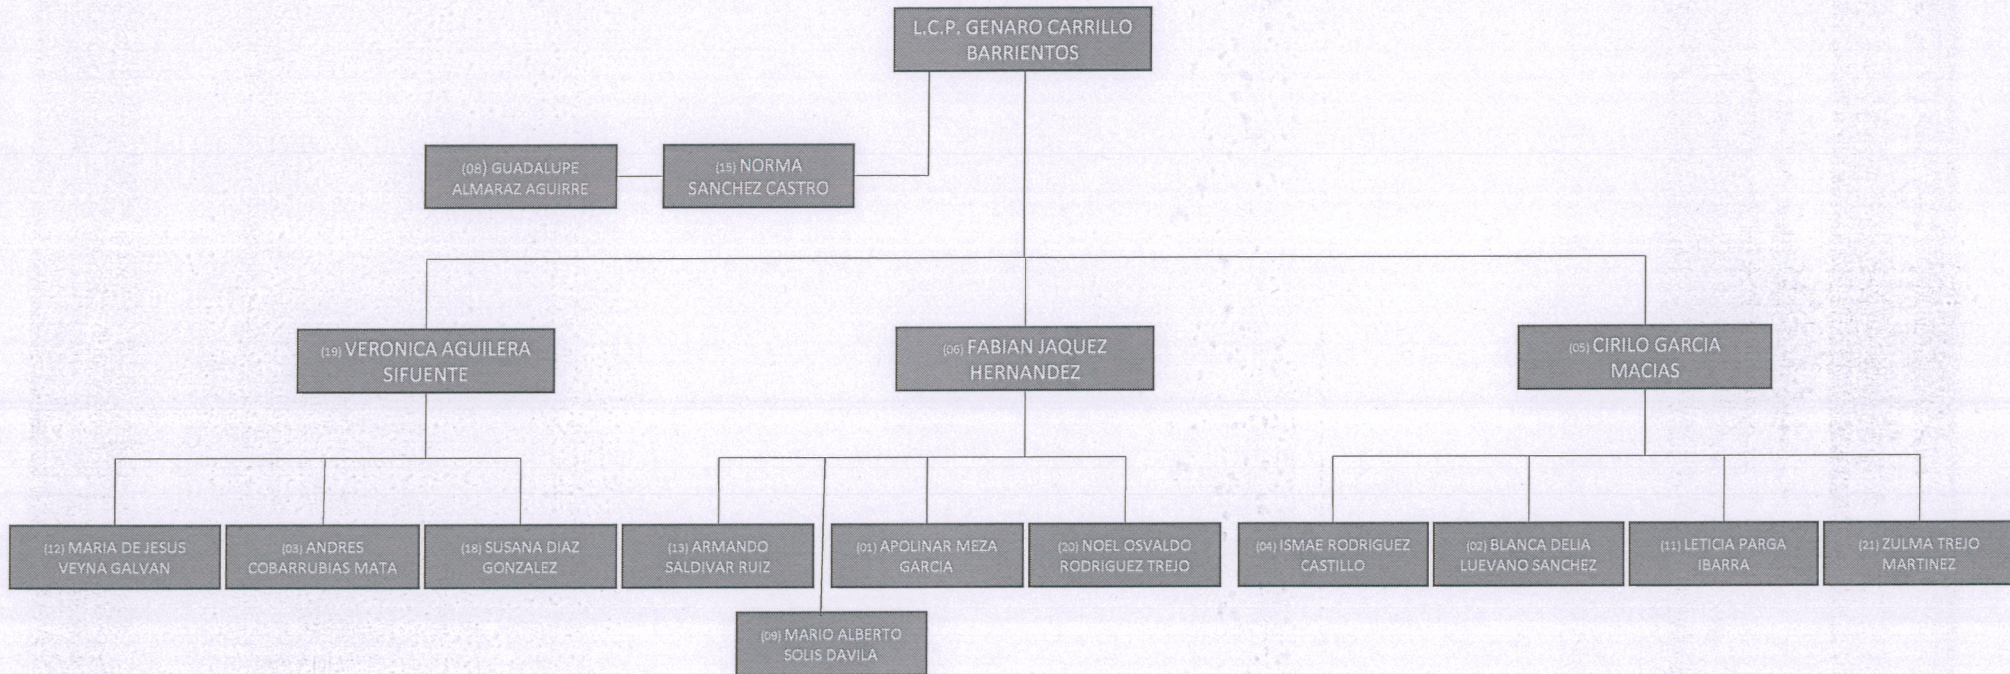 L.C.P. GENARO CARRILLO
BARRIENTOS
(08) GUADALUPE
ALMARAZ AGUIRRE
(15) NORMA
SANCHEZ CASTRO
(19) VERONICA AGUILERA
SIFUENTE
(06) FABIAN JAQUEZ
HERNANDEZ
(05) CIRILO GARCIA
MACIAS
(12) MARIA DE JESUS
VEYNA GALVAN
(03) ANDRES
COBARRUBIAS MATA
(18) SUSANA DIAZ
GONZALEZ
(13) ARMANDO
SALDIVAR RUIZ
(01) APOLINAR MEZA
GARCIA
(20) NOEL OSVALDO
RODRIGUEZ TREJO
(04) ISMAE RODRIGUEZ
CASTILLO
(02) BLANCA DELIA
LUEVANO SANCHEZ
(11) LETICIA PARGA
IBARRA
(21) ZULMA TREJO
MARTINEZ
(09) MARIO ALBERTO
SOLIS DAVILA